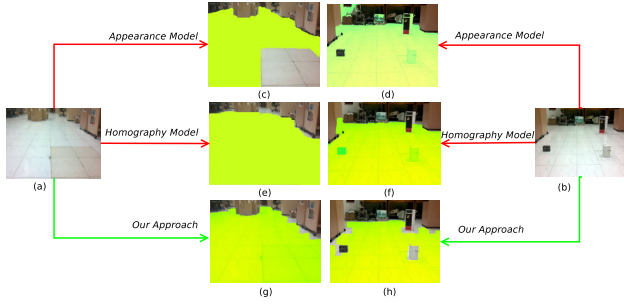 Appearance Model
Appearance Model
(c)
(d)
Homography Model
Homography Model
(a)
(b)
(e)
(f)
Our Approach
Our Approach
(g)
(h)